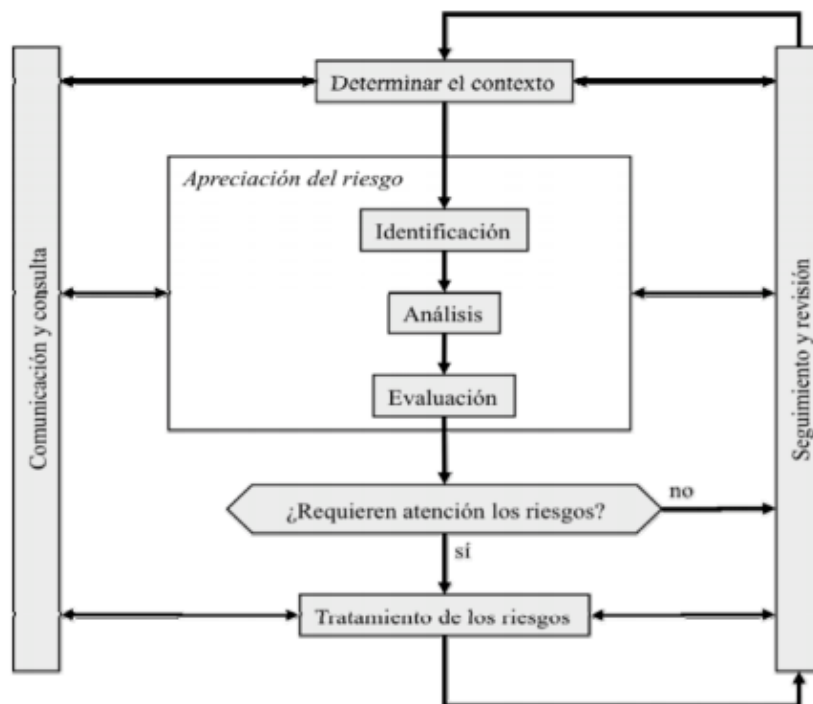 Determinar el contexto
Apreciación del riesgo
Identificación
Análisis
Evaluación
¿Requieren atención los riesgos?
no
sí
Tratamiento de los riesgos
Comunicación y consulta
Seguimiento y revisión